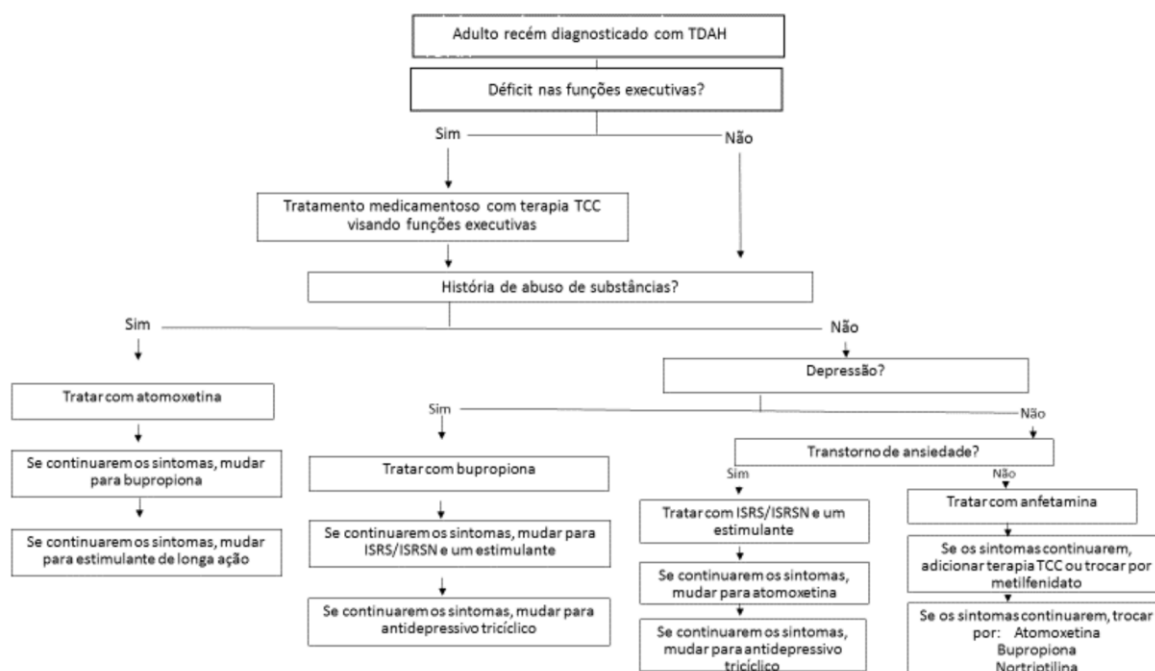 Adulto recém diagnosticado com TDAH
Déficit nas funções executivas?
Sim
Não
Tratamento medicamentoso com terapia TCC
visando funções executivas
História de abuso de substâncias?
Sim
Não
Depressão?
Tratar com atomoxetina
Sim
Não
Transtorno de ansiedade?
Se continuarem os sintomas, mudar
para bupropiona
Tratar com bupropiona
Sim
Não
Tratar com ISRS/ISRSN e um
estimulante
Tratar com anfetamina
Se continuarem os sintomas, mudar
para estimulante de longa ação
Se continuarem os sintomas, mudar para
ISRS/ISRSN e um estimulante
Se continuarem os sintomas,
mudar para atomoxetina
Se os sintomas continuarem,
adicionar terapia TCC ou trocar por
metilfenidato
Se continuarem os sintomas, mudar para
antidepressivo tricíclico
Se continuarem os sintomas,
mudar para antidepressivo
tricíclico
Se os sintomas continuarem, trocar
por: Atomoxetina
Bupropiona
Nortriptilina